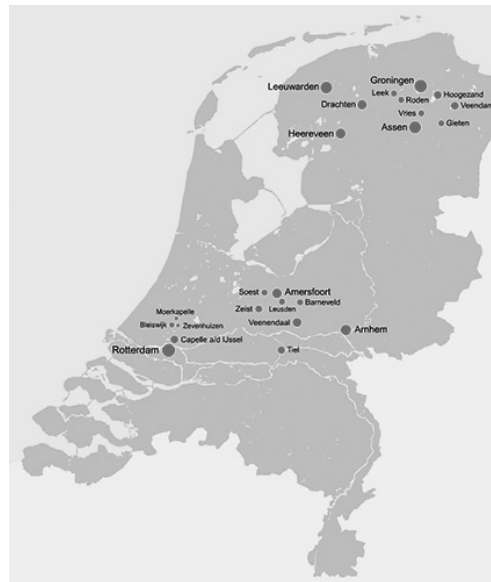 Leeuwarden
Groningen
Leek
Roden
Hoogezand
Drachten
Veendam
Vries
Heereveen
Assen
Gieten
Soest
Amersfoort
Leusden
Barneveld
Zeist
Moerkapelle
Bleiswijk
Zevenhuizen
Veenendaal
Arnhem
Capelle a/d IJssel
Rotterdam
Tiel